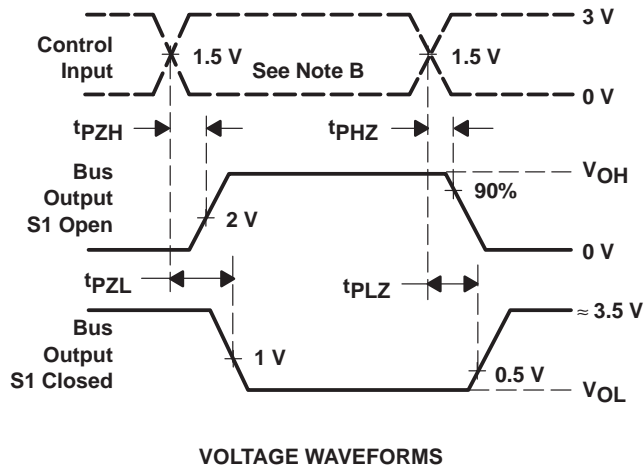 3 V
Control
Input
1.5 V
See Note B
1.5 V
0 V
tPZH
tPHZ
Bus
Output
S1 Open
VOH
90%
2 V
0 V
tPZL
tPLZ
≈ 3.5 V
Bus
Output
S1 Closed
1 V
0.5 V
VOL
VOLTAGE WAVEFORMS